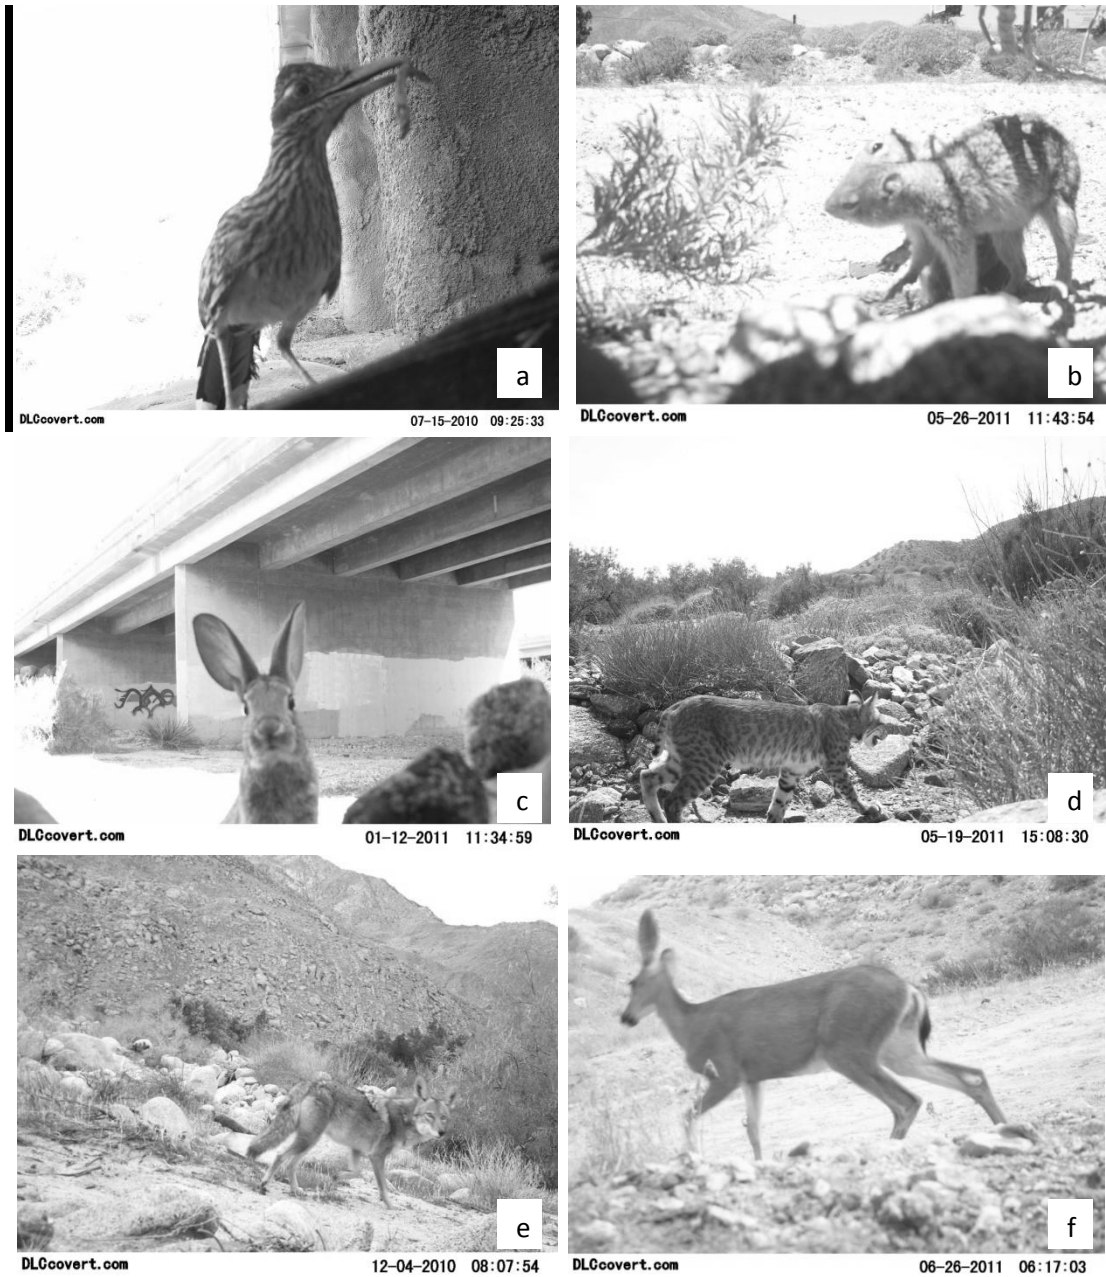 a
DLCcovert.com 07-15-2010 09:25:33
b
DLCcovert.com 05-26-2011 11:43:54
c
DLCcovert.com 01-12-2011 11:34:59
d
DLCcovert.com 05-19-2011 15:08:30
e
DLCcovert.com 12-04-2010 08:07:54
f
DLCcovert.com 06-26-2011 06:17:03